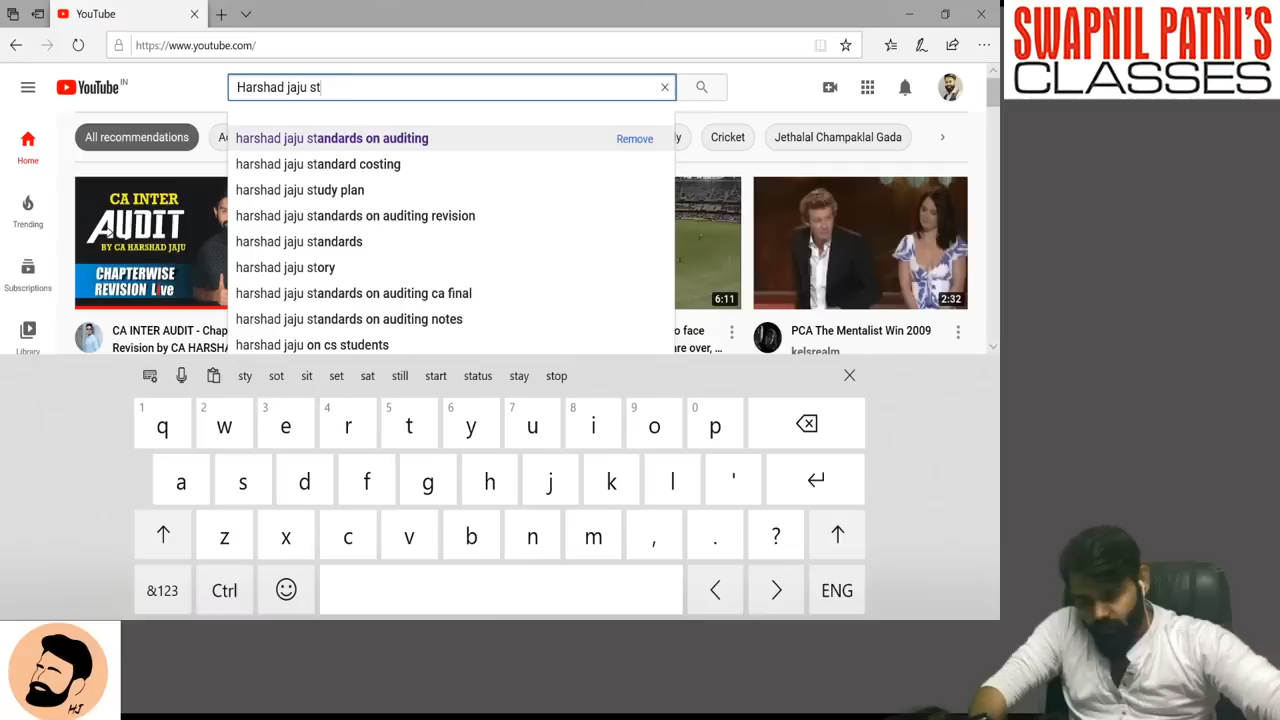 YouTube
https://www.youtube.com/
YouTube IN
Harshad jaju st
SWAPNIL PATNI'S
CLASSES
All recommendations
Cricket
Jethalal Champaklal Gada
harshad jaju standards on auditing
Remove
harshad jaju standard costing
harshad jaju study plan
harshad jaju standards on auditing revision
harshad jaju standards
harshad jaju story
harshad jaju standards on auditing ca final
harshad jaju standards on auditing notes
harshad jaju on cs students
Home
Trending
Subscriptions
Library
CA INTER
AUDIT
BY CA HARSHAD JAJU
CHAPTERWISE
REVISION Live
6:11
2:32
CA INTER AUDIT - Chap
Revision by CA HARSHA
to face
are over, ...
PCA The Mentalist Win 2009
kelsrealm
sty sot sit set sat still start status stay stop
1 2 3 4 5 6 7 8 9 0
q w e r t y u i o p
a s d f g h j k l '
z x c v b n m , . ?
&123 Ctrl ENG
HJ